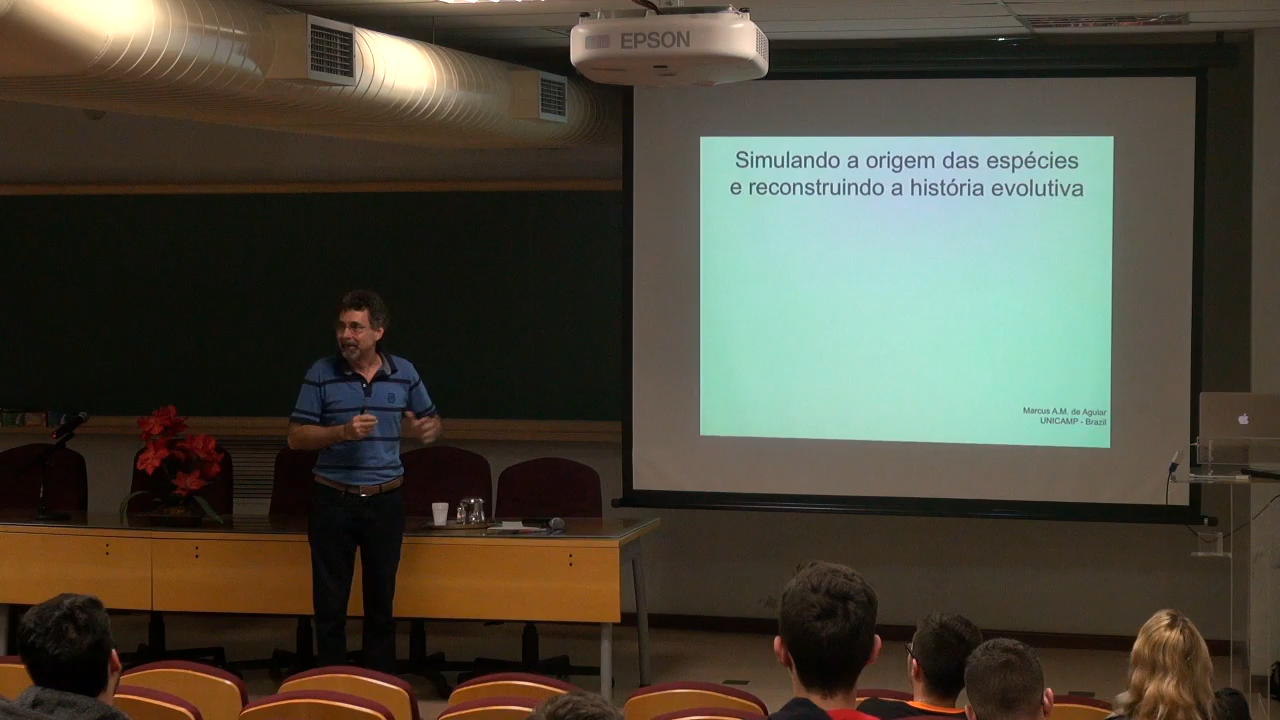 EPSON
Simulando a origem das espécies
e reconstruindo a história evolutiva
Marcus A.M. de Aguiar
UNICAMP - Brazil